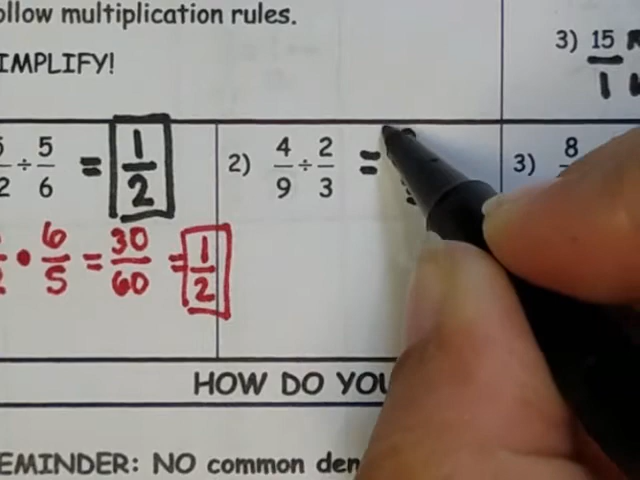 ollow multiplication rules.
IMPLIFY!
3) 15
1
÷ 5/6 = 1/2
2) 4/9 ÷ 2/3 =
3) 8
• 6/5 = 30/60 = 1/2
HOW DO YOU
EMINDER: NO common den